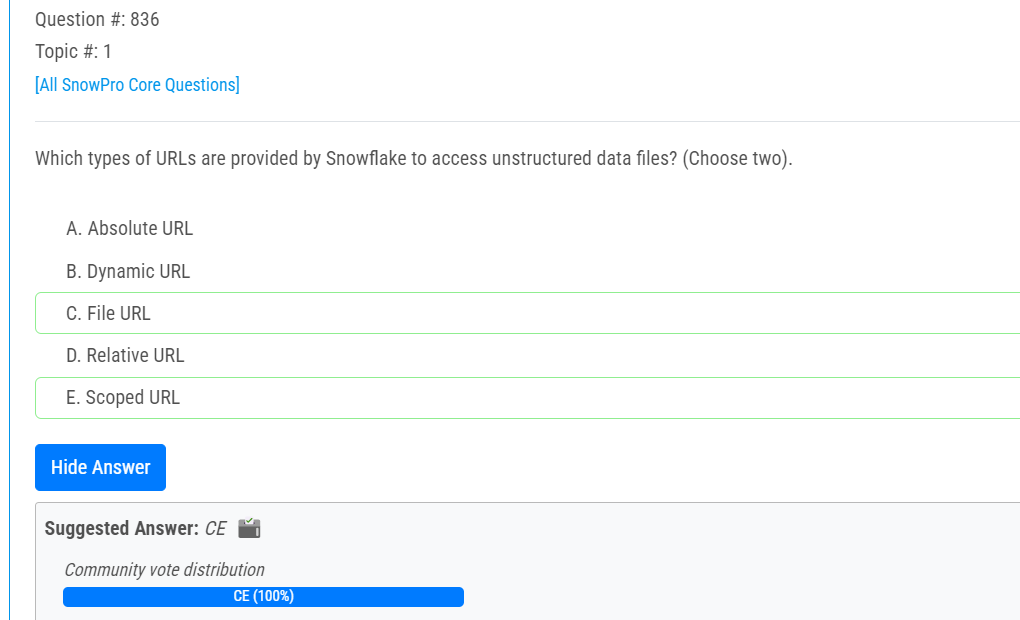 Question #: 836
Topic #: 1
[All SnowPro Core Questions]
Which types of URLs are provided by Snowflake to access unstructured data files? (Choose two).
A. Absolute URL
B. Dynamic URL
C. File URL
D. Relative URL
E. Scoped URL
Hide Answer
Suggested Answer: CE
Community vote distribution
CE (100%)